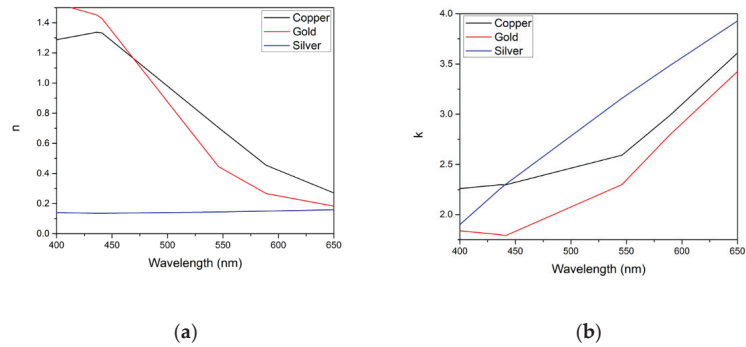 1.4
1.2
1.0
0.8
0.6
0.4
0.2
0.0
n
400 450 500 550 600 650
Wavelength (nm)
Copper
Gold
Silver
(a)
4.0
3.5
3.0
2.5
2.0
k
400 450 500 550 600 650
Wavelength (nm)
Copper
Gold
Silver
(b)